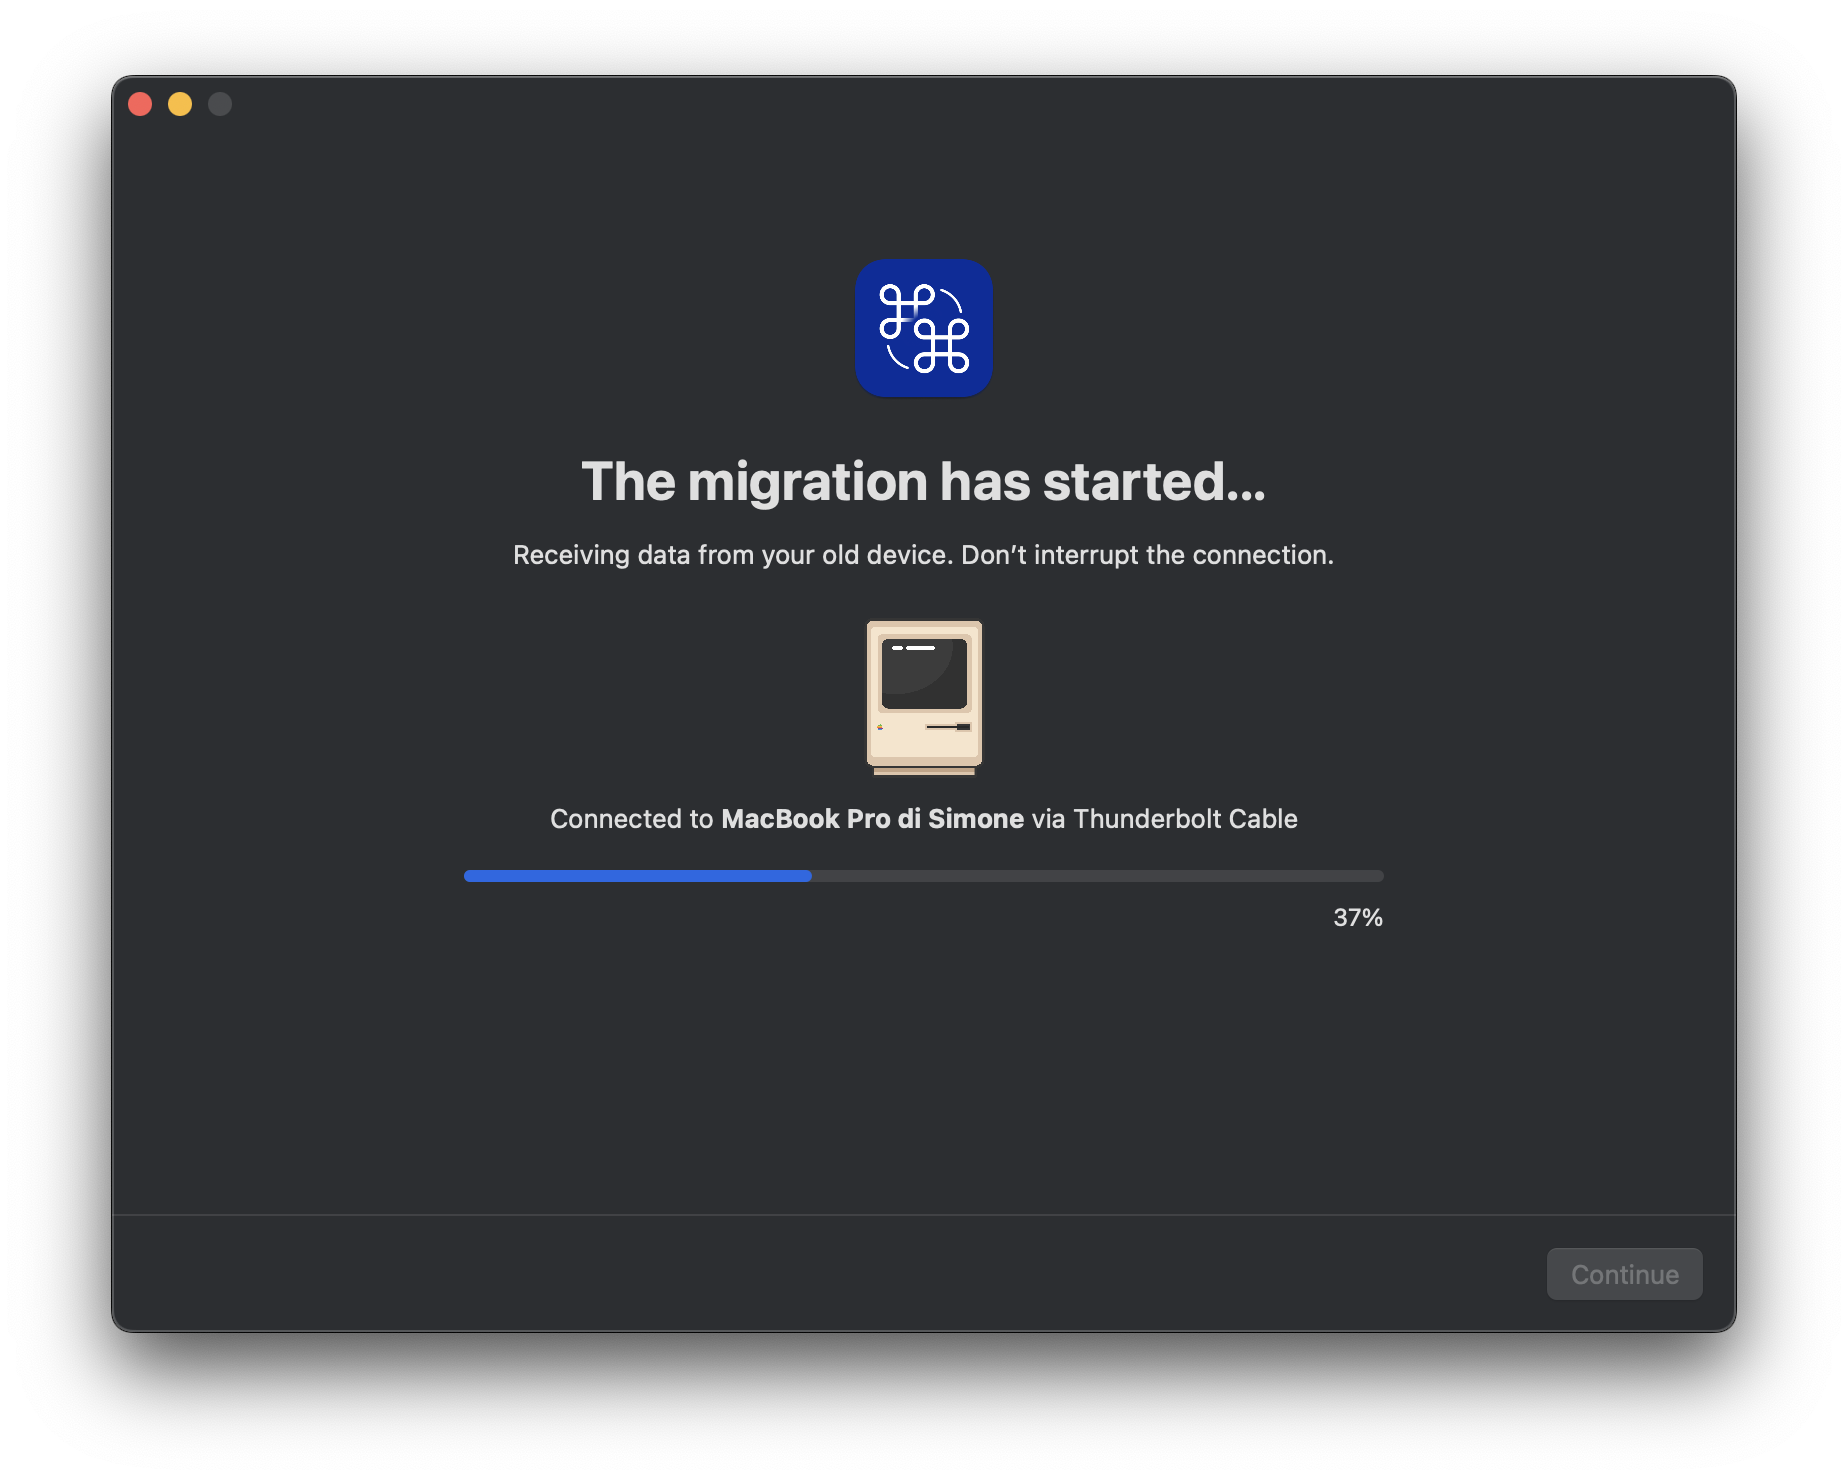 The migration has started...
Receiving data from your old device. Don’t interrupt the connection.
Connected to MacBook Pro di Simone via Thunderbolt Cable
37%
Continue